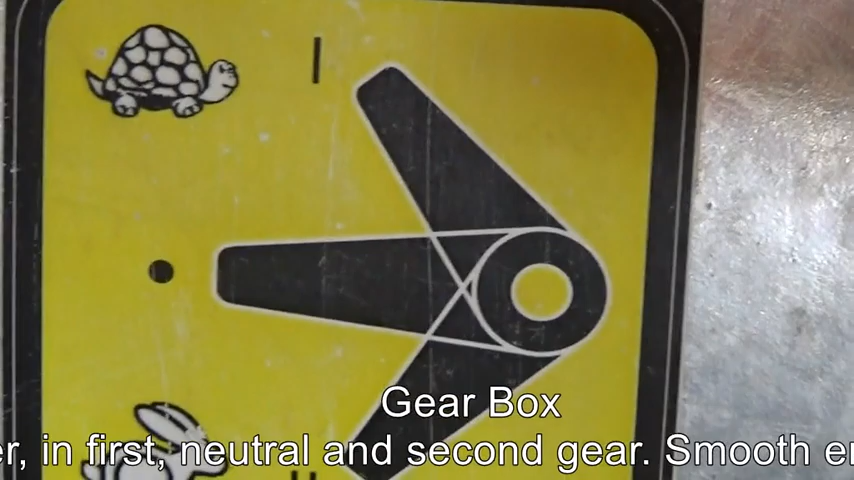 I
Gear Box
in first, neutral and second gear. Smooth